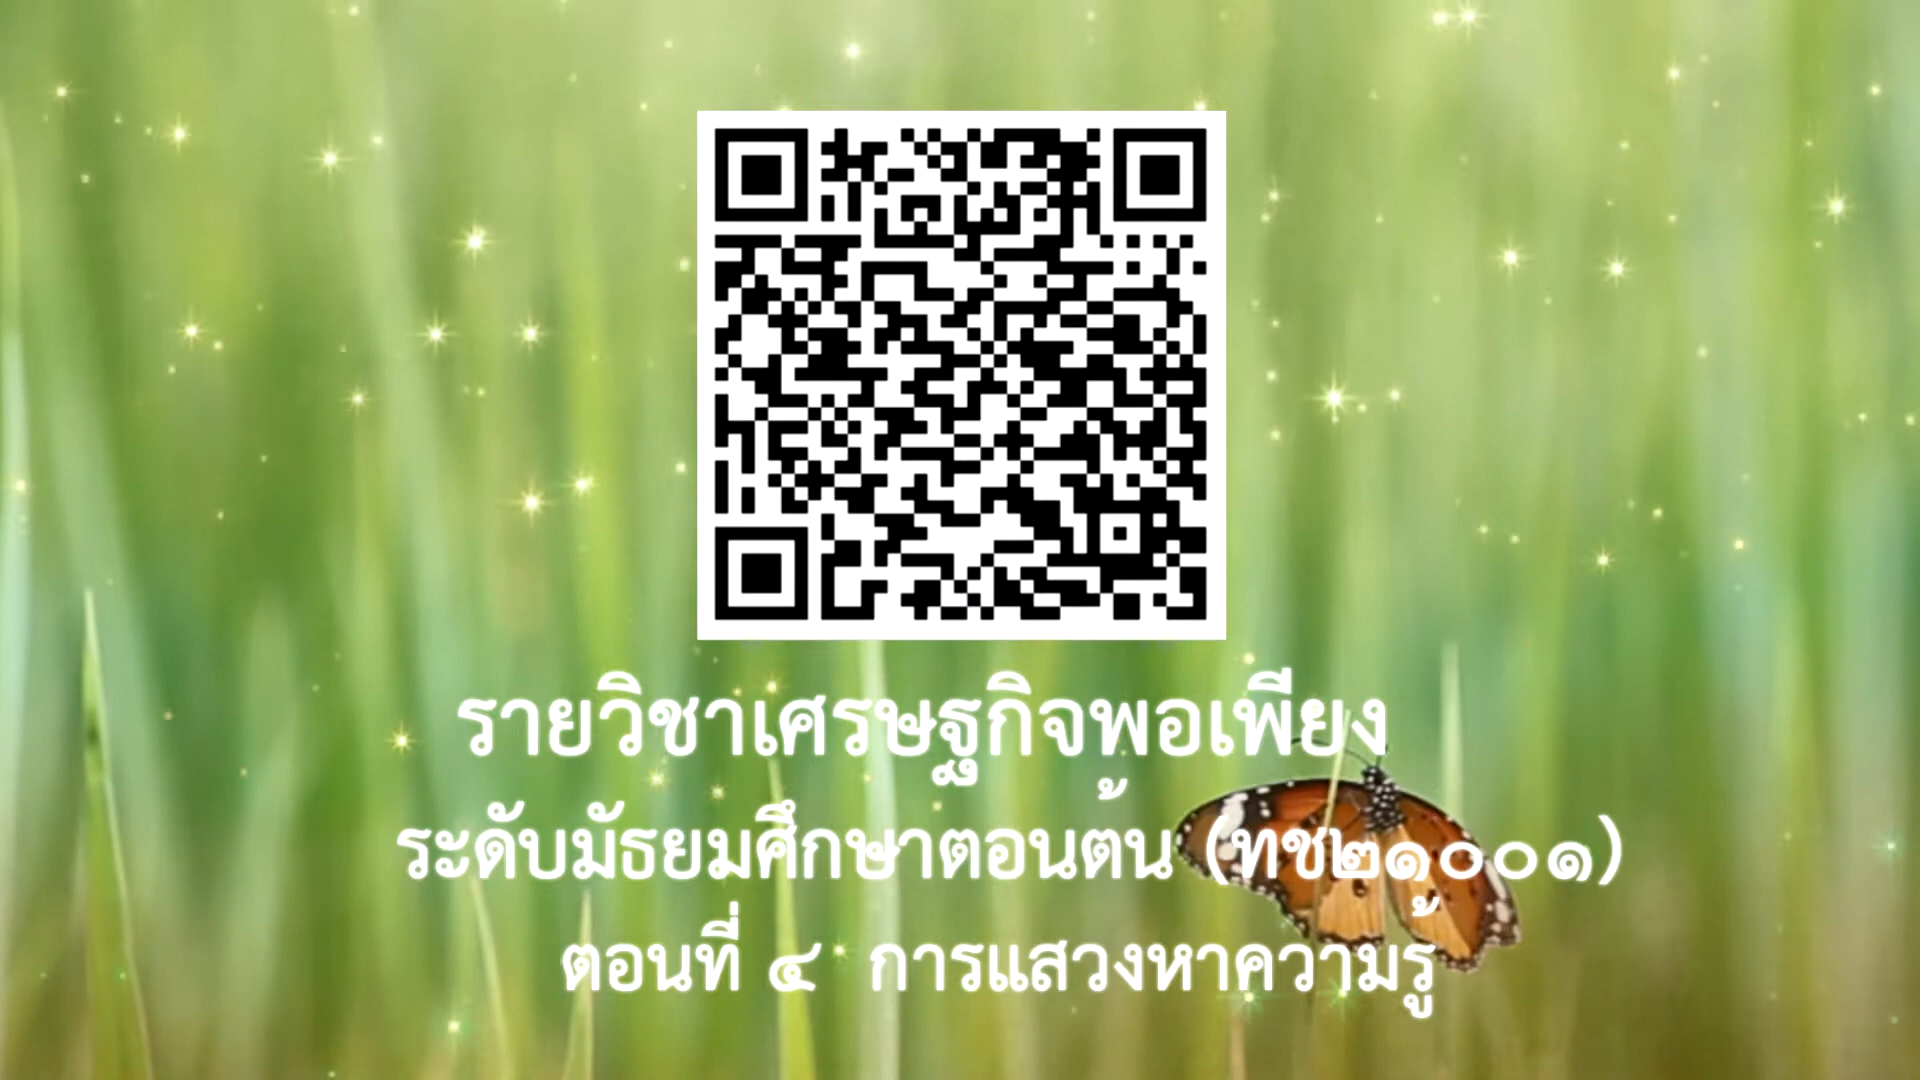 รายวิชาเศรษฐกิจพอเพียง
ระดับมัธยมศึกษาตอนต้น (ทช๒๑๐๐๑)
ตอนที่ ๔ การแสวงหาความรู้